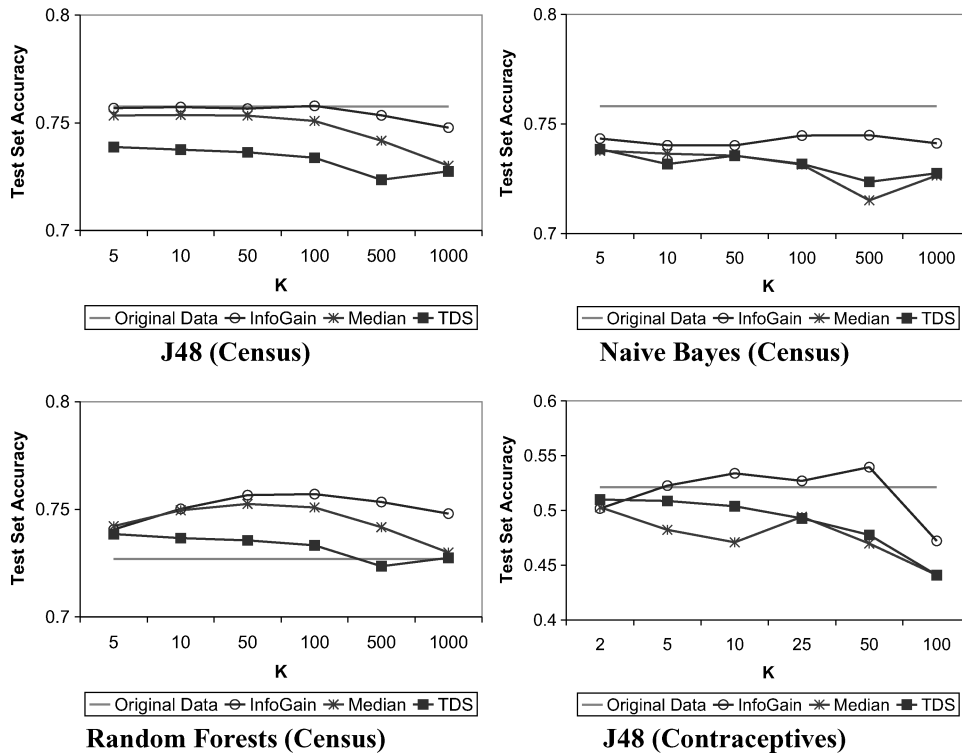 0.8
0.75
0.7
Test Set Accuracy
5 10 50 100 500 1000
K
Original Data InfoGain Median TDS
J48 (Census)
0.8
0.75
0.7
Test Set Accuracy
5 10 50 100 500 1000
K
Original Data InfoGain Median TDS
Naive Bayes (Census)
0.8
0.75
0.7
Test Set Accuracy
5 10 50 100 500 1000
K
Original Data InfoGain Median TDS
Random Forests (Census)
0.6
0.55
0.5
0.45
0.4
Test Set Accuracy
2 5 10 25 50 100
K
Original Data InfoGain Median TDS
J48 (Contraceptives)